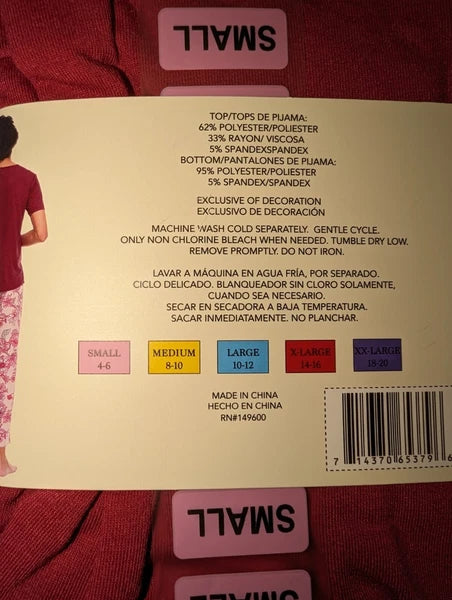 SMALL
TOP/TOPS DE PIJAMA:
62% POLYESTER/POLIESTER
33% RAYON/ VISCOSA
5% SPANDEXSPANDEX
BOTTOM/PANTALONES DE PIJAMA:
95% POLYESTER/POLIESTER
5% SPANDEX/SPANDEX
EXCLUSIVE OF DECORATION
EXCLUSIVO DE DECORACIÓN
MACHINE WASH COLD SEPARATELY. GENTLE CYCLE.
ONLY NON CHLORINE BLEACH WHEN NEEDED. TUMBLE DRY LOW.
REMOVE PROMPTLY. DO NOT IRON.
LAVAR A MÁQUINA EN AGUA FRÍA, POR SEPARADO.
CICLO DELICADO. BLANQUEADOR SIN CLORO SOLAMENTE,
CUANDO SEA NECESARIO.
SECAR EN SECADORA A BAJA TEMPERATURA.
SACAR INMEDIATAMENTE. NO PLANCHAR.
SMALL
4-6
MEDIUM
8-10
LARGE
10-12
X-LARGE
14-16
XX-LARGE
18-20
MADE IN CHINA
HECHO EN CHINA
RN#149600
7 14370 65379 6
SMALL
SMALL